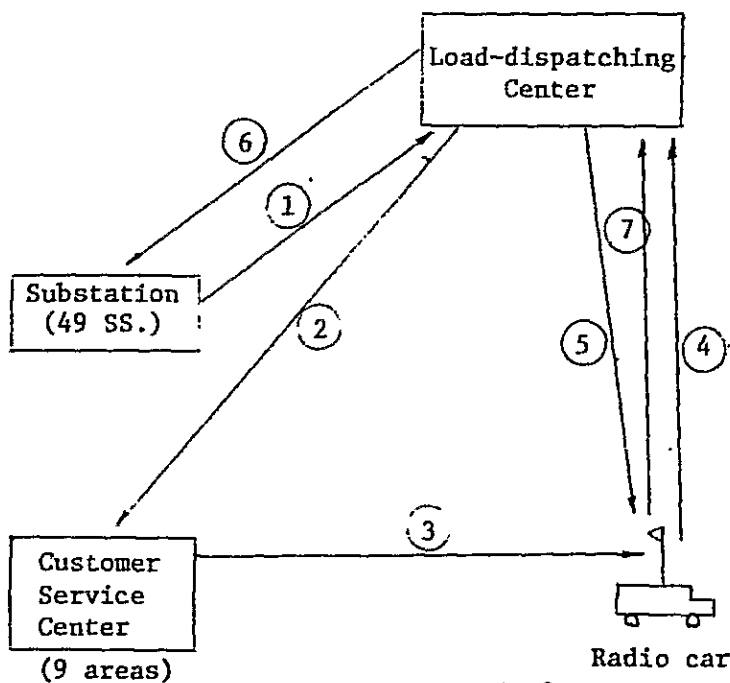 Load-dispatching
Center
6
1
Substation
(49 SS.)
2
7
5
4
3
Customer
Service
Center
(9 areas)
Radio car